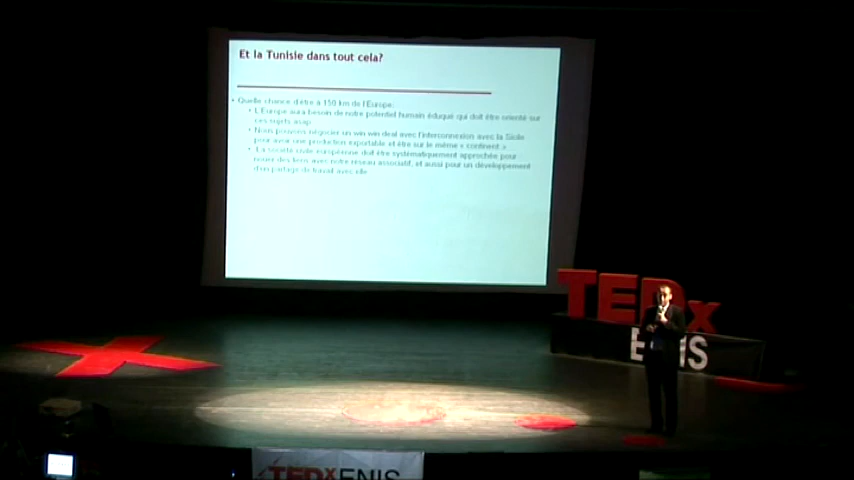 Et la Tunisie dans tout cela?
• Quelle chance d'être à 150 km de l'Europe:
• L'Europe aura besoin de notre potentiel humain éduqué qui doit être orienté sur
ces sujets asap
• Nous pouvons négocier un win win deal avec l'interconnexion avec la Sicile
pour avoir une production exportable et être sur le même « continent »
• La société civile européenne doit être systématiquement approchée pour
nouer des liens avec notre réseau associatif, et aussi pour un développement
d'un partage de travail avec elle
TEDx
ENIS
TEDxENIS